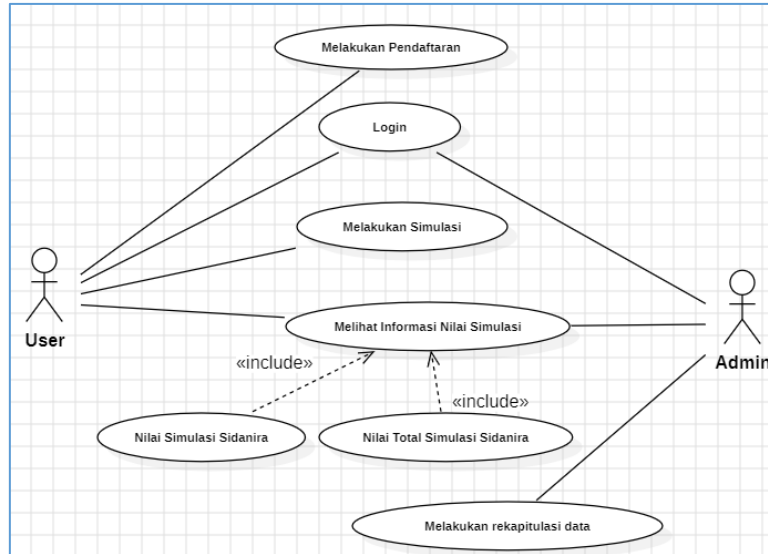 Melakukan Pendaftaran
Login
Melakukan Simulasi
User
Melihat Informasi Nilai Simulasi
Admin
«include»
«include»
Nilai Simulasi Sidanira
Nilai Total Simulasi Sidanira
Melakukan rekapitulasi data